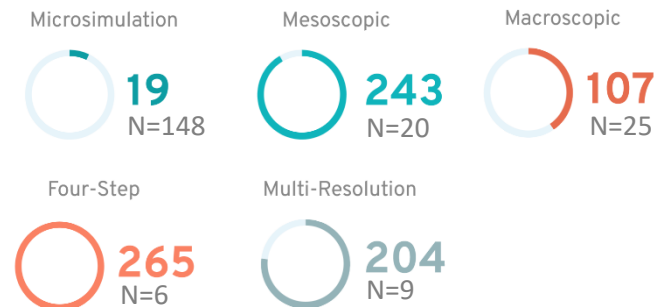 Microsimulation
19
N=148
Mesoscopic
243
N=20
Macroscopic
107
N=25
Four-Step
265
N=6
Multi-Resolution
204
N=9